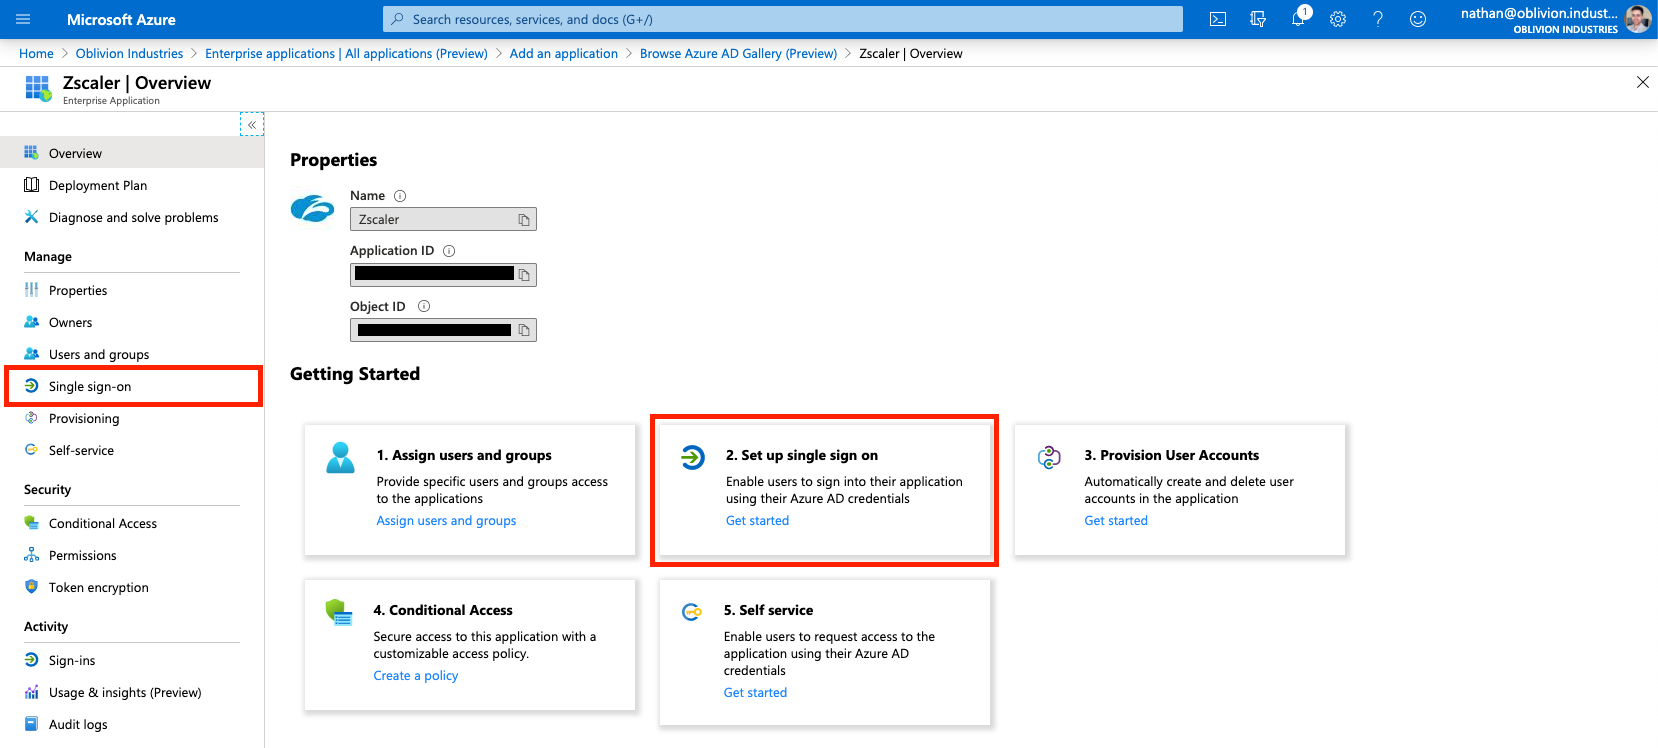 Microsoft Azure
Search resources, services, and docs (G+/)
1
nathan@oblivion.indust...
OBLIVION INDUSTRIES
Home > Oblivion Industries > Enterprise applications | All applications (Preview) > Add an application > Browse Azure AD Gallery (Preview) > Zscaler | Overview
Zscaler | Overview
Enterprise Application
«
Overview
Deployment Plan
Diagnose and solve problems
Manage
Properties
Owners
Users and groups
Single sign-on
Provisioning
Self-service
Security
Conditional Access
Permissions
Token encryption
Activity
Sign-ins
Usage & insights (Preview)
Audit logs
Properties
Name
Zscaler
Application ID
Object ID
Getting Started
1. Assign users and groups
Provide specific users and groups access
to the applications
Assign users and groups
2. Set up single sign on
Enable users to sign into their application
using their Azure AD credentials
Get started
3. Provision User Accounts
Automatically create and delete user
accounts in the application
Get started
4. Conditional Access
Secure access to this application with a
customizable access policy.
Create a policy
5. Self service
Enable users to request access to the
application using their Azure AD
credentials
Get started